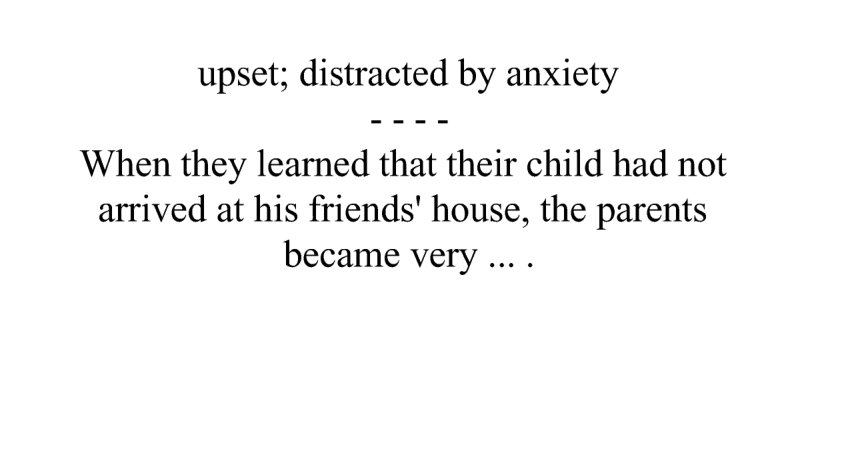 upset; distracted by anxiety
- - - -
When they learned that their child had not
arrived at his friends' house, the parents
became very ... .